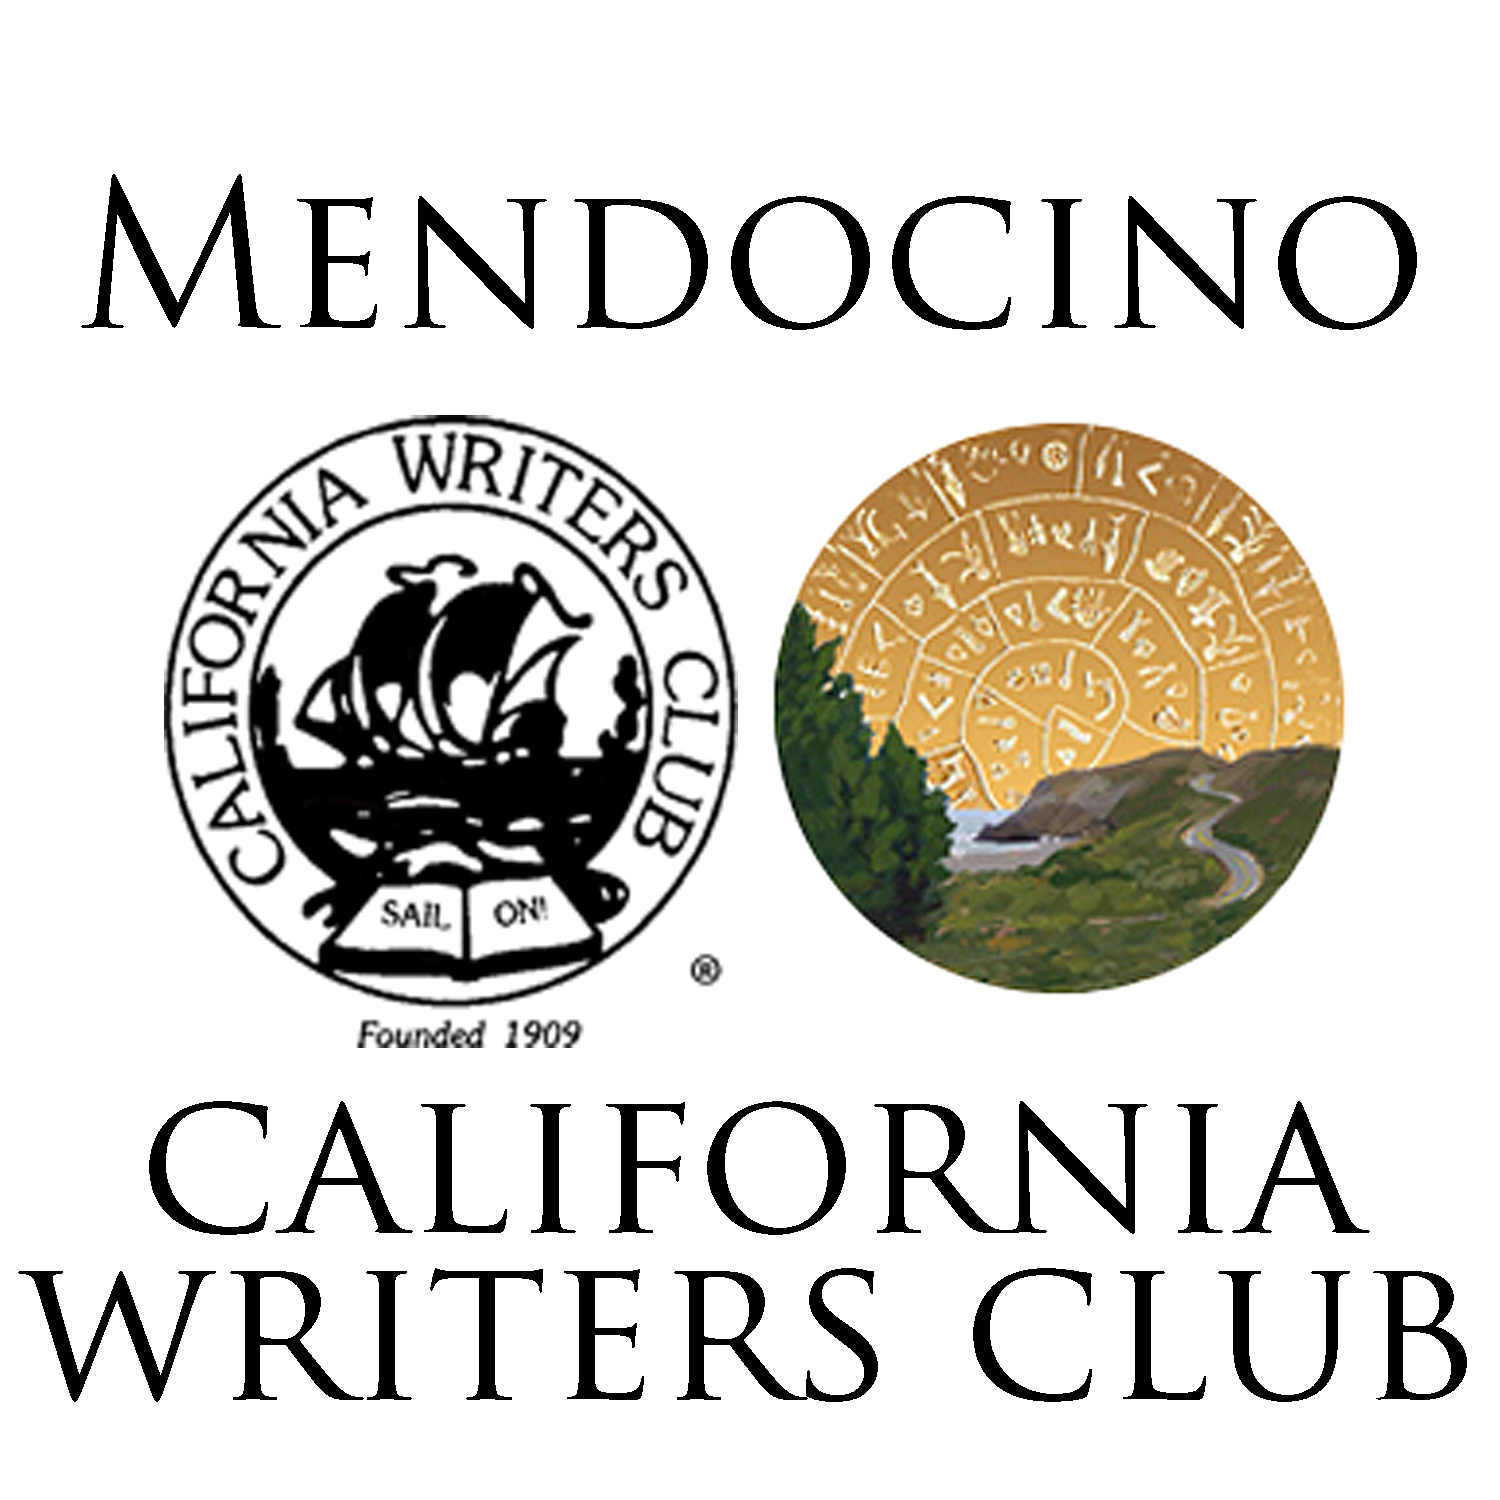 MENDOCINO
CALIFORNIA WRITERS CLUB
SAIL ON!
®
Founded 1909
CALIFORNIA
WRITERS CLUB